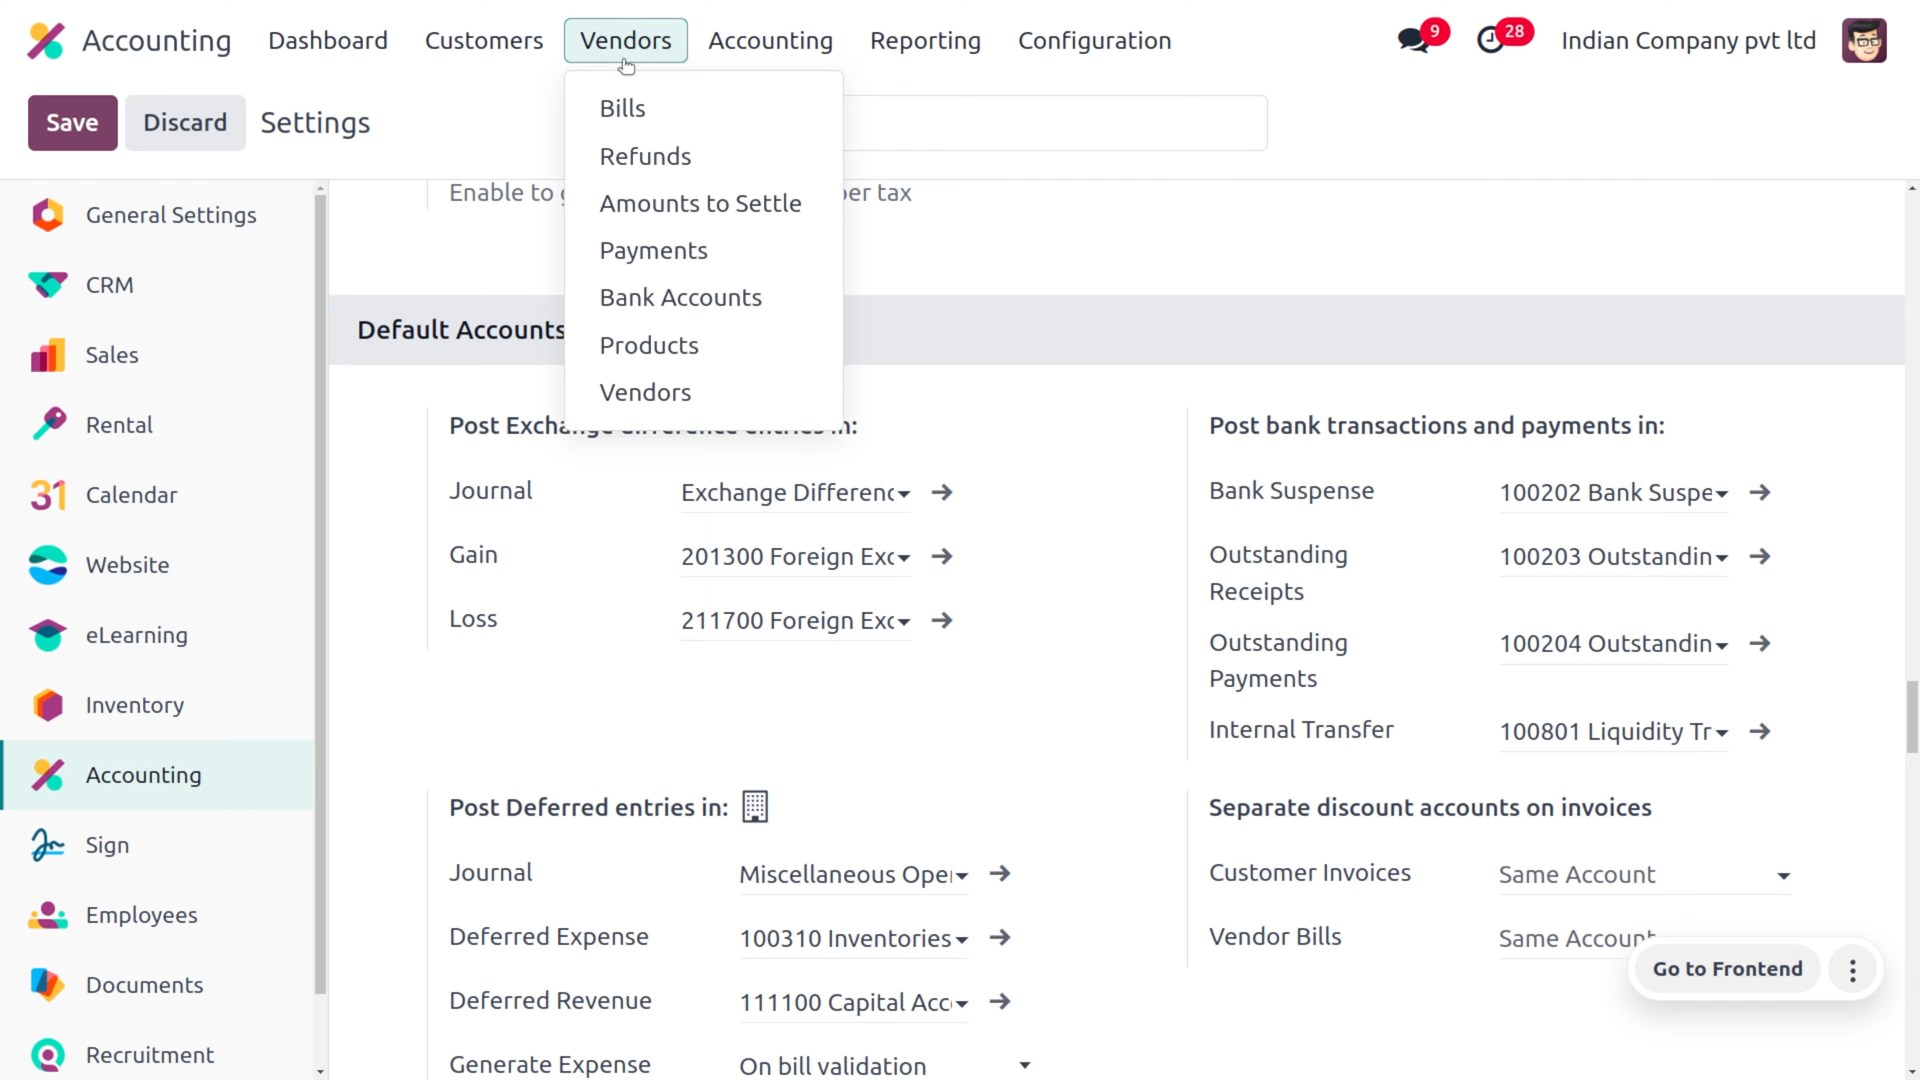 Accounting Dashboard Customers Vendors Accounting Reporting Configuration 9 28 Indian Company pvt ltd
Save Discard Settings
Bills
Refunds
Amounts to Settle
Payments
Bank Accounts
Products
Vendors
General Settings
CRM
Sales
Rental
31 Calendar
Website
eLearning
Inventory
Accounting
Sign
Employees
Documents
Recruitment
Enable to per tax
Default Accounts
Post Exchange difference entries in:
Journal Exchange Differenc
Gain 201300 Foreign Exc
Loss 211700 Foreign Exc
Post bank transactions and payments in:
Bank Suspense 100202 Bank Suspe
Outstanding 100203 Outstandin
Receipts
Outstanding 100204 Outstandin
Payments
Internal Transfer 100801 Liquidity Tr
Post Deferred entries in:
Journal Miscellaneous Ope
Deferred Expense 100310 Inventories
Deferred Revenue 111100 Capital Acc
Generate Expense On bill validation
Separate discount accounts on invoices
Customer Invoices Same Account
Vendor Bills Same Account
Go to Frontend